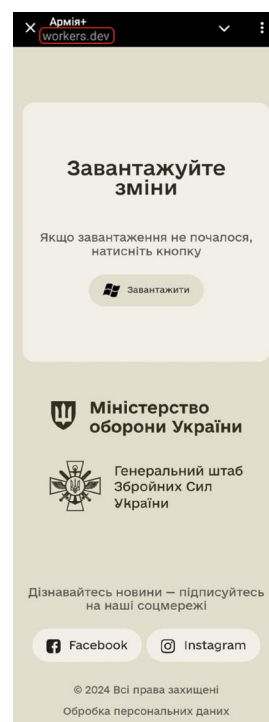 Армія+
workers.dev
Завантажуйте
зміни
Якщо завантаження не почалося,
натисніть кнопку
Завантажити
Міністерство
оборони України
Генеральний штаб
Збройних Сил
України
Дізнавайтесь новини — підписуйтесь
на наші соцмережі
Facebook
Instagram
© 2024 Всі права захищені
Обробка персональних даних